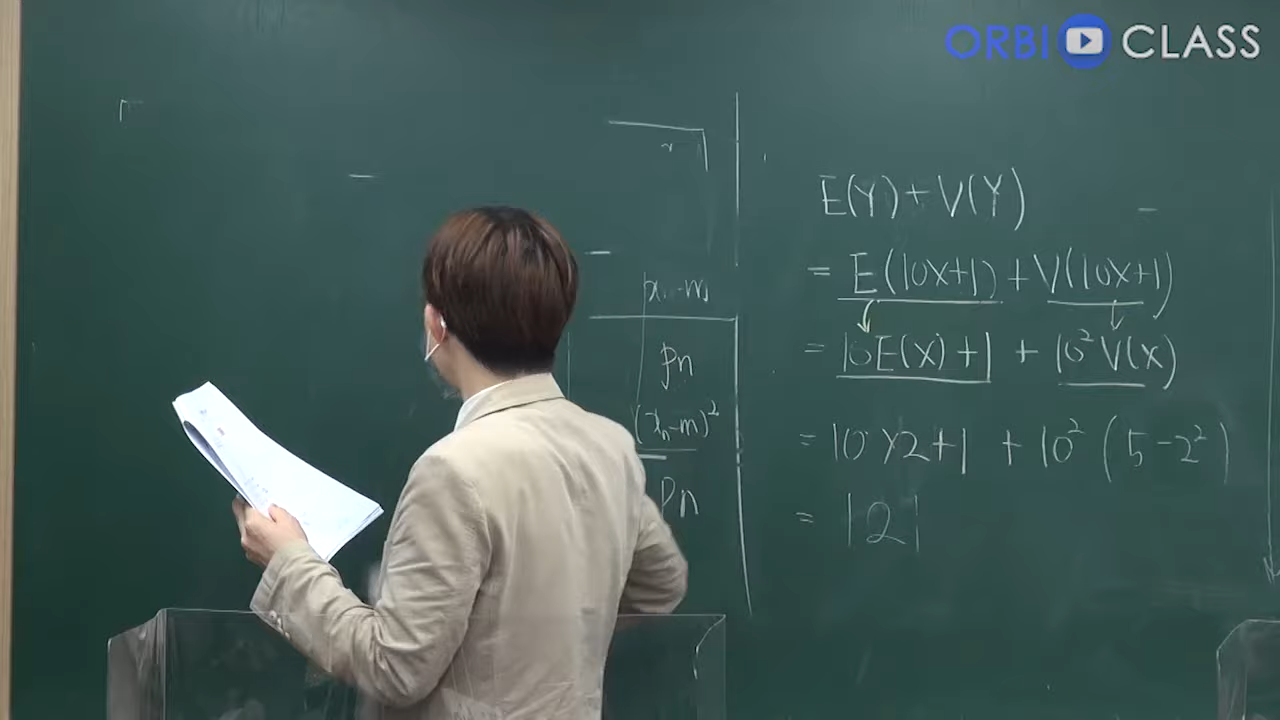 ORBI CLASS
E(Y)+V(Y)
= E(10X+1)+V(10X+1)
= 10E(X)+1 + 10²V(X)
= 10×2+1 + 10²(5-2²)
= 121
pn
(xn-m)²
pn